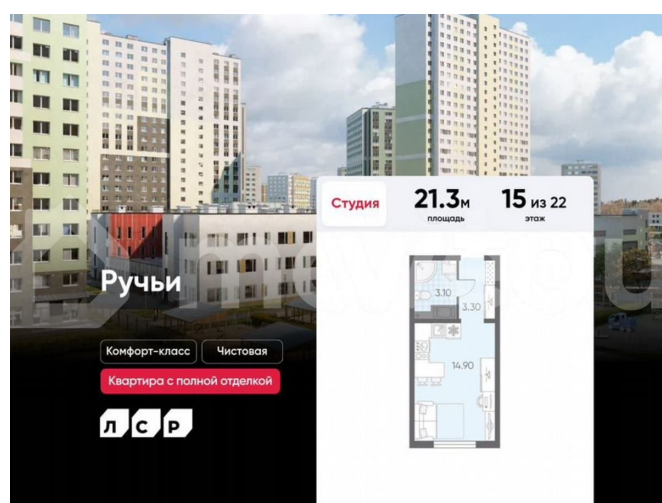 Студия
21.3м
площадь
15 из 22
этаж
Ручьи
3.10
3.30
14.90
Комфорт-класс
Чистовая
Квартира с полной отделкой
ЛСР